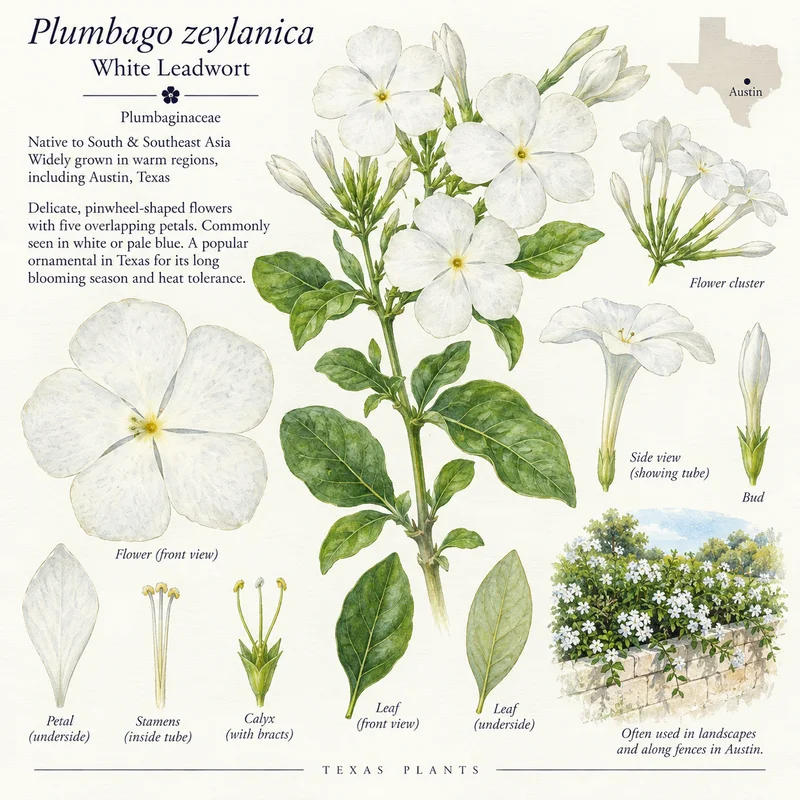 Plumbago zeylanica
White Leadwort
Plumbaginaceae
Native to South & Southeast Asia
Widely grown in warm regions,
including Austin, Texas
Delicate, pinwheel-shaped flowers
with five overlapping petals. Commonly
seen in white or pale blue. A popular
ornamental in Texas for its long
blooming season and heat tolerance.
Austin
Flower cluster
Side view
(showing tube)
Bud
Flower (front view)
Petal
(underside)
Stamens
(inside tube)
Calyx
(with bracts)
Leaf
(front view)
Leaf
(underside)
Often used in landscapes
and along fences in Austin.
TEXAS PLANTS